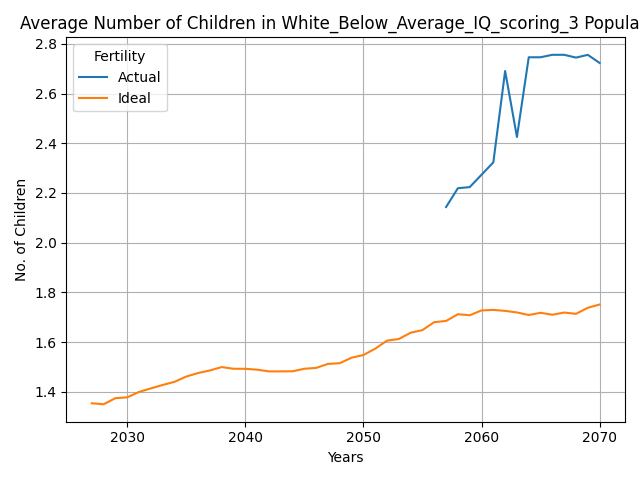 Average Number of Children in White_Below_Average_IQ_scoring_3 Popula
Fertility
Actual
Ideal
No. of Children
2.8
2.6
2.4
2.2
2.0
1.8
1.6
1.4
2030 2040 2050 2060 2070
Years